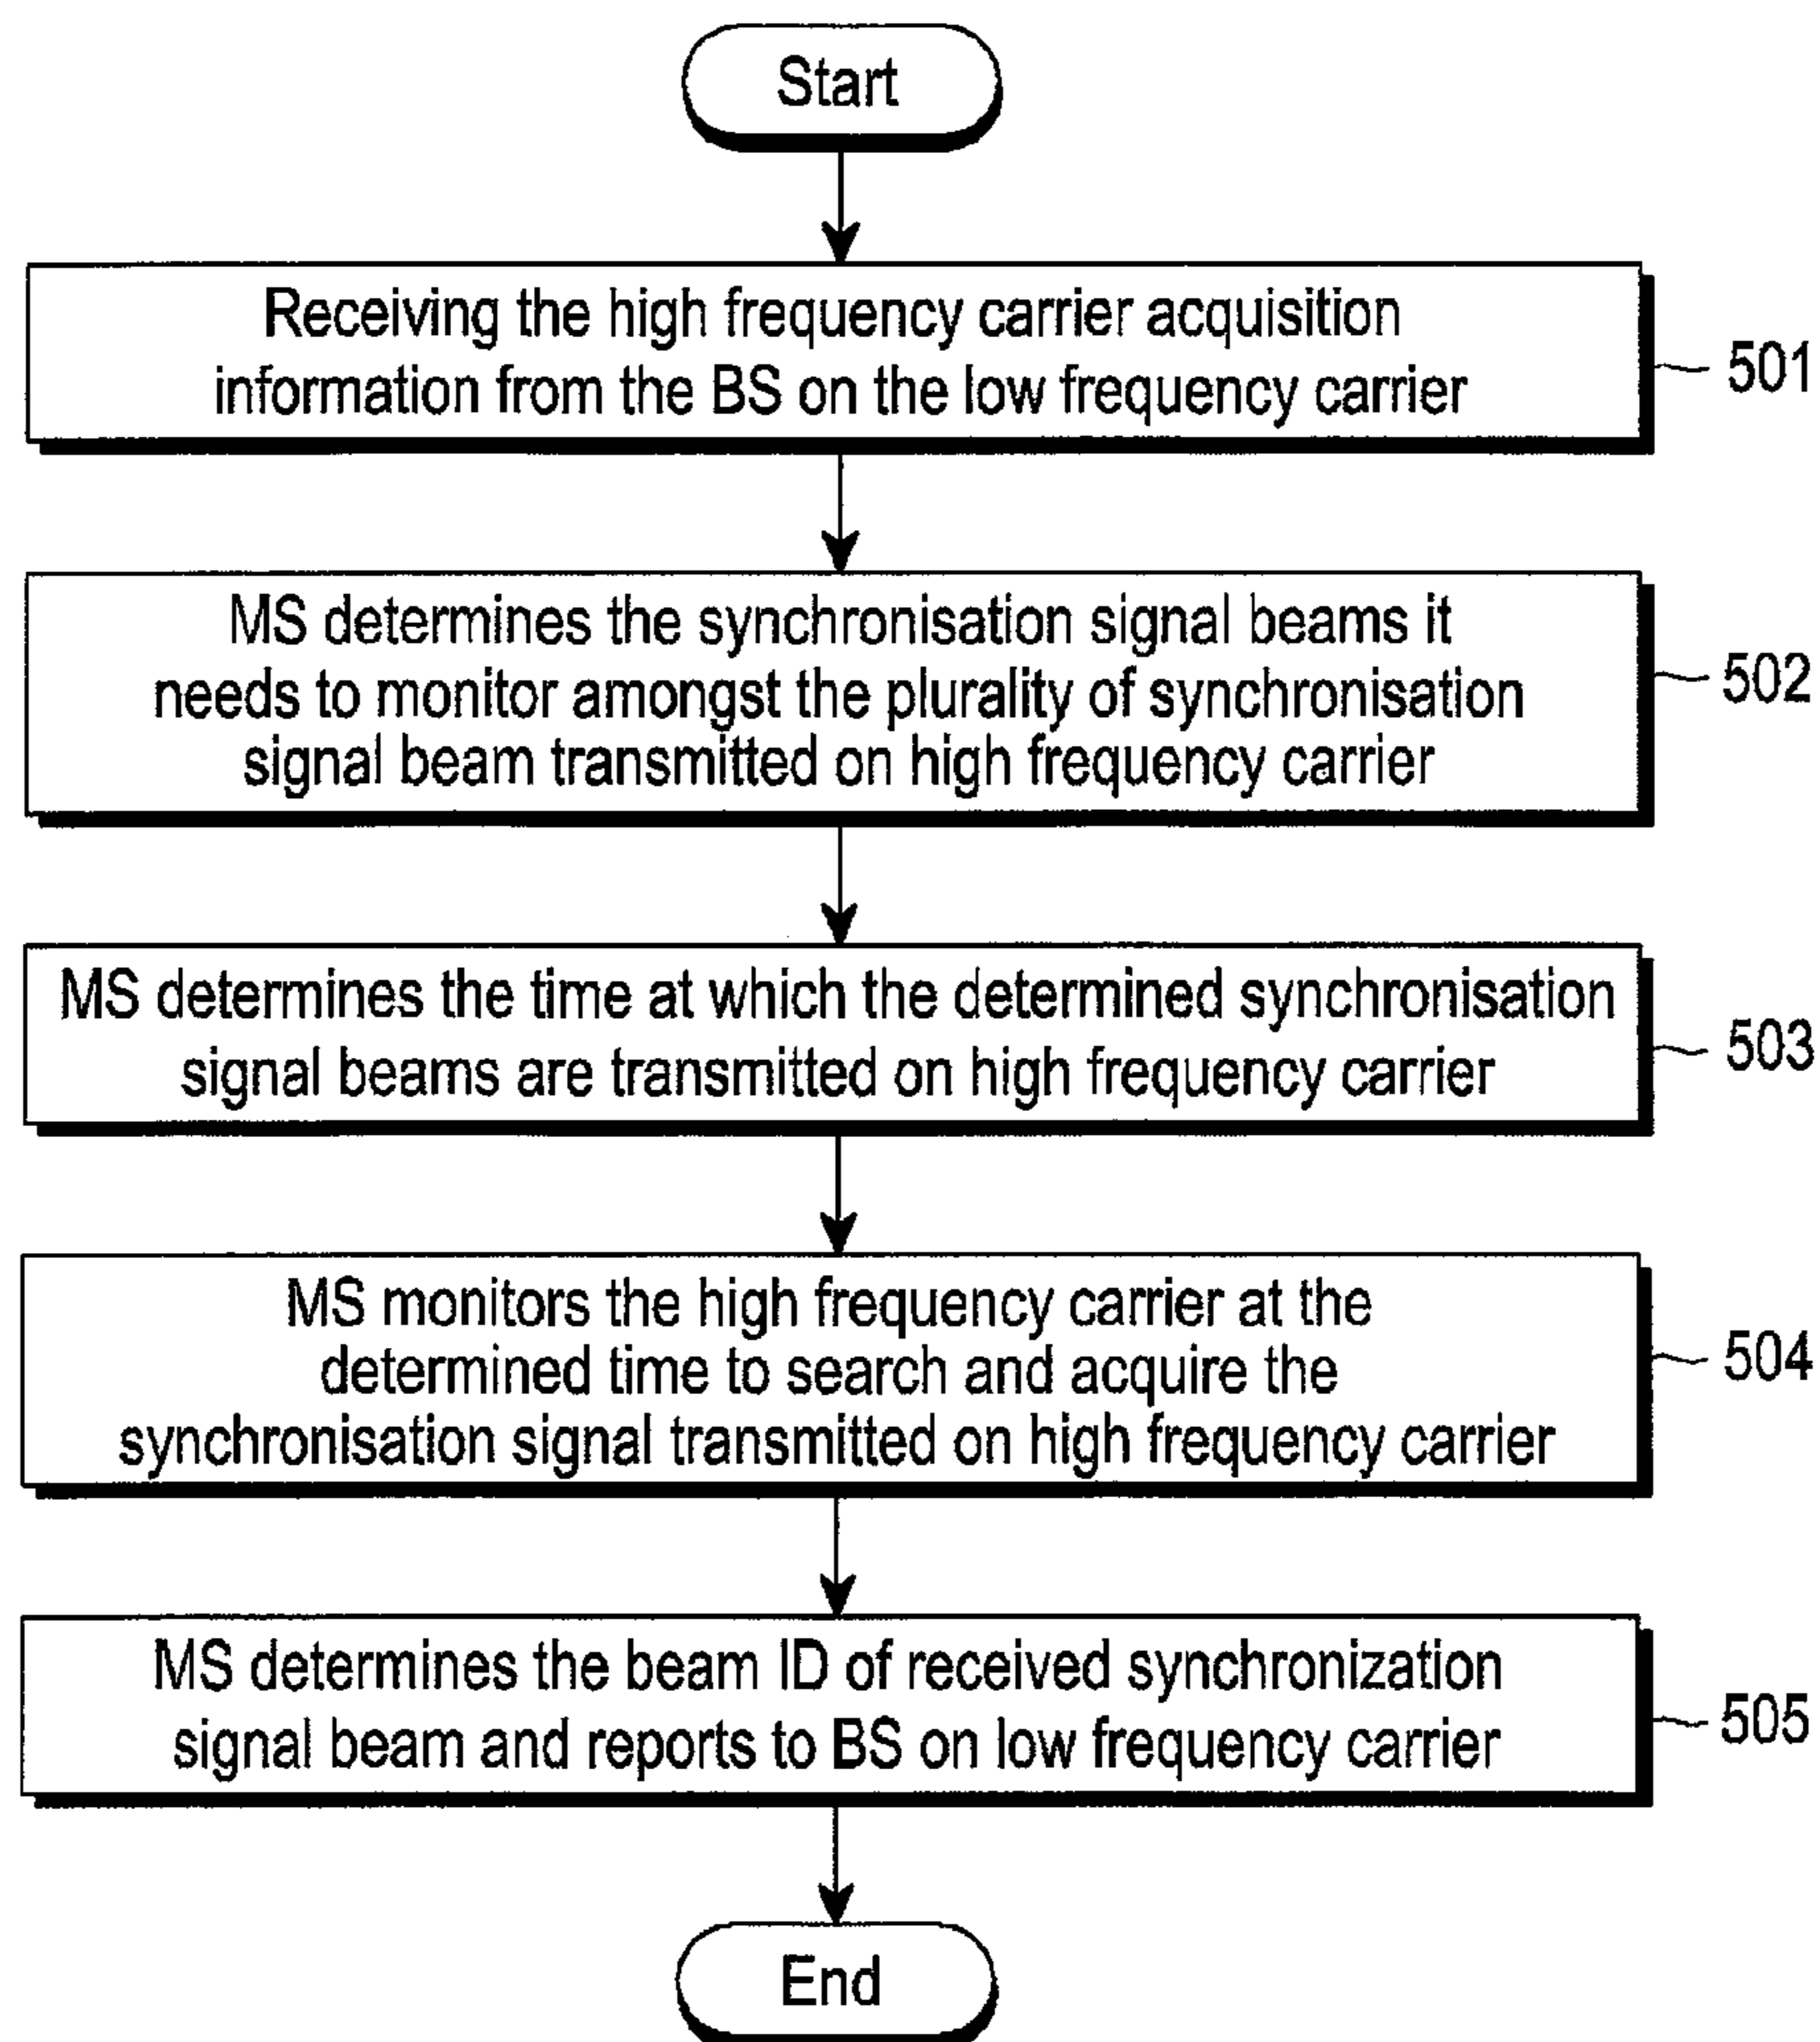 Start
Receiving the high frequency carrier acquisition
information from the BS on the low frequency carrier
501
MS determines the synchronisation signal beams it
needs to monitor amongst the plurality of synchronisation
signal beam transmitted on high frequency carrier
502
MS determines the time at which the determined synchronisation
signal beams are transmitted on high frequency carrier
503
MS monitors the high frequency carrier at the
determined time to search and acquire the
synchronisation signal transmitted on high frequency carrier
504
MS determines the beam ID of received synchronization
signal beam and reports to BS on low frequency carrier
505
End